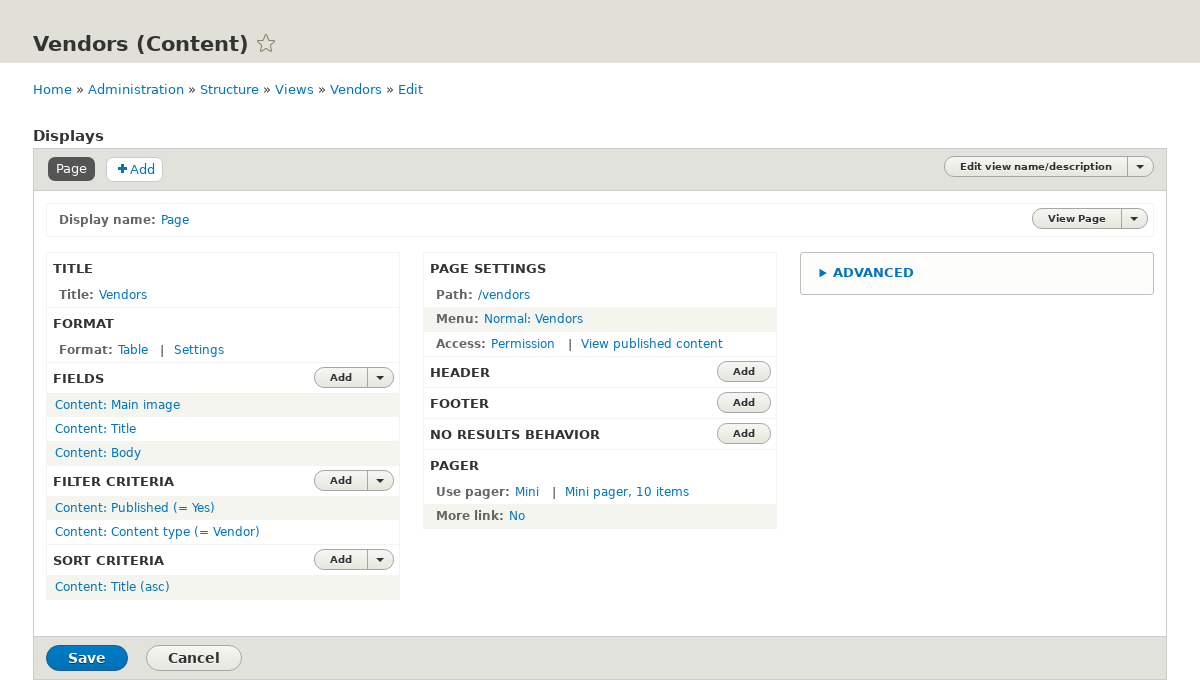 Vendors (Content)
Home » Administration » Structure » Views » Vendors » Edit
Displays
Page
Add
Edit view name/description
Display name: Page
View Page
TITLE
Title: Vendors
FORMAT
Format: Table | Settings
FIELDS
Add
Content: Main image
Content: Title
Content: Body
FILTER CRITERIA
Add
Content: Published (= Yes)
Content: Content type (= Vendor)
SORT CRITERIA
Add
Content: Title (asc)
PAGE SETTINGS
Path: /vendors
Menu: Normal: Vendors
Access: Permission | View published content
HEADER
Add
FOOTER
Add
NO RESULTS BEHAVIOR
Add
PAGER
Use pager: Mini | Mini pager, 10 items
More link: No
ADVANCED
Save
Cancel